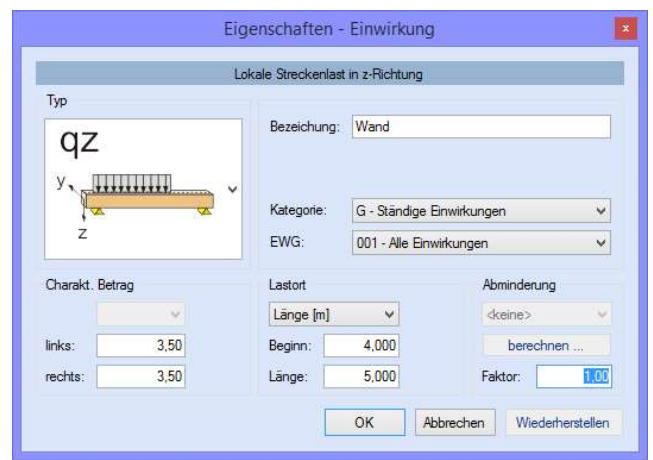 Eigenschaften - Einwirkung
x
Lokale Streckenlast in z-Richtung
Typ
qz
y
z
Bezeichung: Wand
Kategorie: G - Ständige Einwirkungen
EWG: 001 - Alle Einwirkungen
Charakt. Betrag
links: 3,50
rechts: 3,50
Lastort
Länge [m]
Beginn: 4,000
Länge: 5,000
Abminderung
<keine>
berechnen ...
Faktor: 1,00
OK Abbrechen Wiederherstellen